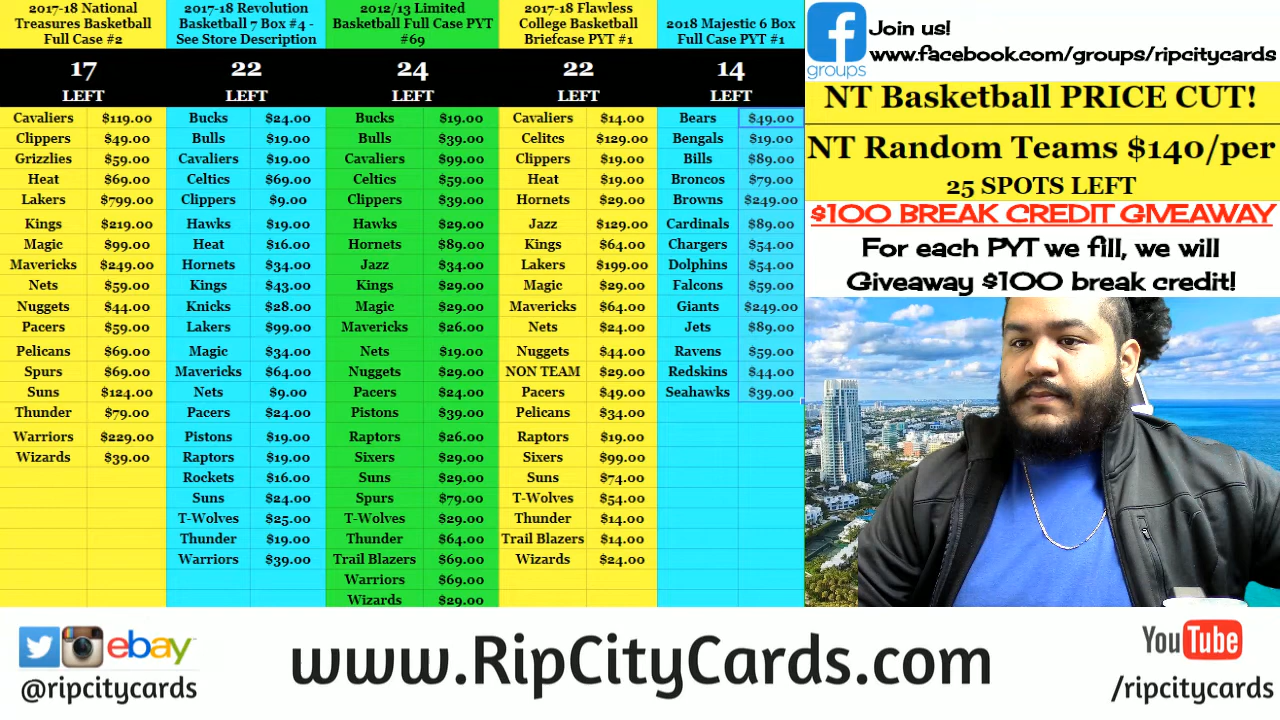 2017-18 National
Treasures Basketball
Full Case #2
17
LEFT
Cavaliers $119.00
Clippers $49.00
Grizzlies $59.00
Heat $69.00
Lakers $799.00
Kings $219.00
Magic $99.00
Mavericks $249.00
Nets $59.00
Nuggets $44.00
Pacers $59.00
Pelicans $69.00
Spurs $69.00
Suns $124.00
Thunder $79.00
Warriors $229.00
Wizards $39.00
2017-18 Revolution
Basketball 7 Box #4 -
See Store Description
22
LEFT
Bucks $24.00
Bulls $19.00
Cavaliers $19.00
Celtics $69.00
Clippers $9.00
Hawks $19.00
Heat $16.00
Hornets $34.00
Kings $43.00
Knicks $28.00
Lakers $99.00
Magic $34.00
Mavericks $64.00
Nets $9.00
Pacers $24.00
Pistons $19.00
Raptors $19.00
Rockets $16.00
Suns $24.00
T-Wolves $25.00
Thunder $19.00
Warriors $39.00
2012/13 Limited
Basketball Full Case PYT
#69
24
LEFT
Bucks $19.00
Bulls $39.00
Cavaliers $99.00
Celtics $59.00
Clippers $39.00
Hawks $29.00
Hornets $89.00
Jazz $34.00
Kings $29.00
Magic $29.00
Mavericks $26.00
Nets $19.00
Nuggets $29.00
Pacers $24.00
Pistons $39.00
Raptors $26.00
Sixers $29.00
Suns $29.00
Spurs $79.00
T-Wolves $29.00
Thunder $64.00
Trail Blazers $69.00
Warriors $69.00
Wizards $29.00
2017-18 Flawless
College Basketball
Briefcase PYT #1
22
LEFT
Cavaliers $14.00
Celitcs $129.00
Clippers $19.00
Heat $19.00
Hornets $29.00
Jazz $129.00
Kings $64.00
Lakers $199.00
Magic $29.00
Mavericks $64.00
Nets $24.00
Nuggets $44.00
NON TEAM $29.00
Pacers $49.00
Pelicans $34.00
Raptors $19.00
Sixers $99.00
Suns $74.00
T-Wolves $54.00
Thunder $14.00
Trail Blazers $14.00
Wizards $24.00
2018 Majestic 6 Box
Full Case PYT #1
14
LEFT
Bears $49.00
Bengals $19.00
Bills $89.00
Broncos $79.00
Browns $249.00
Cardinals $89.00
Chargers $54.00
Dolphins $54.00
Falcons $59.00
Giants $249.00
Jets $89.00
Ravens $59.00
Redskins $44.00
Seahawks $39.00
f
groups
Join us!
www.facebook.com/groups/ripcitycards
NT Basketball PRICE CUT!
NT Random Teams $140/per
25 SPOTS LEFT
$100 BREAK CREDIT GIVEAWAY
For each PYT we fill, we will
Giveaway $100 break credit!
ebay
@ripcitycards
www.RipCityCards.com
YouTube
/ripcitycards